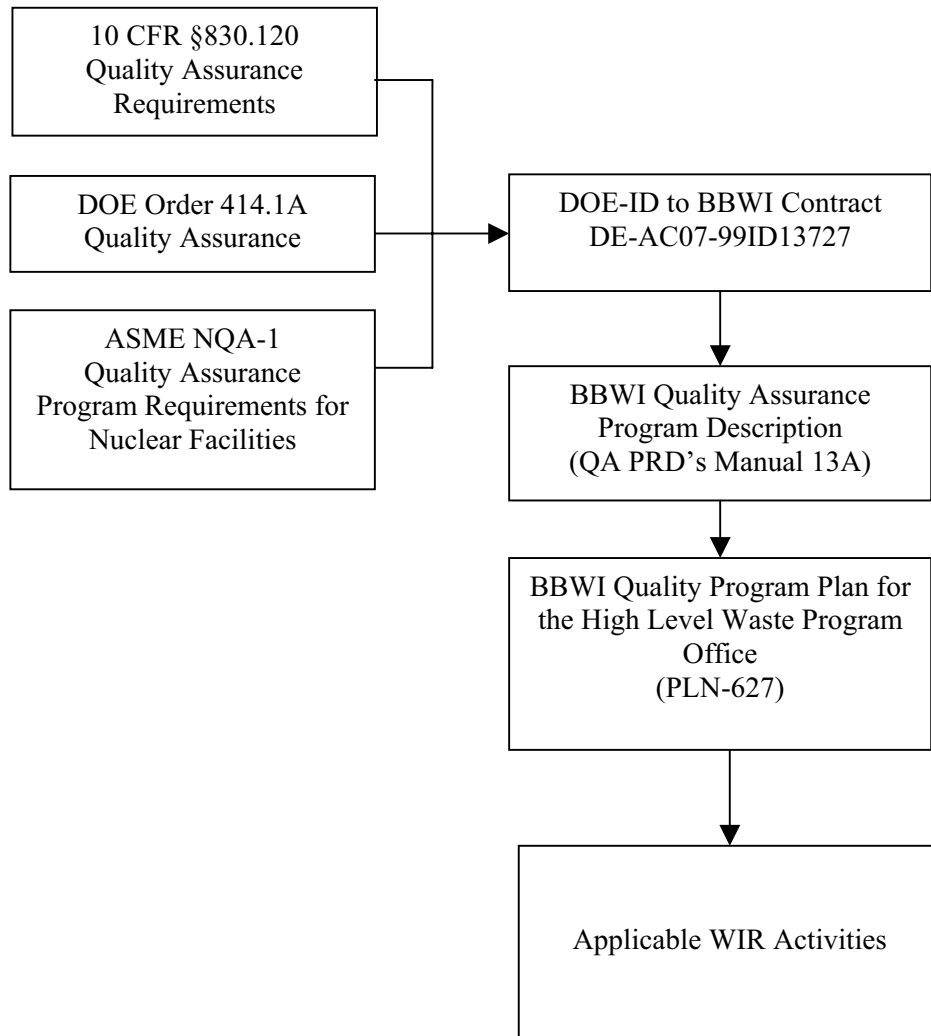 10 CFR §830.120
Quality Assurance
Requirements
DOE Order 414.1A
Quality Assurance
ASME NQA-1
Quality Assurance
Program Requirements for
Nuclear Facilities
DOE-ID to BBWI Contract
DE-AC07-99ID13727
BBWI Quality Assurance
Program Description
(QA PRD’s Manual 13A)
BBWI Quality Program Plan for
the High Level Waste Program
Office
(PLN-627)
Applicable WIR Activities